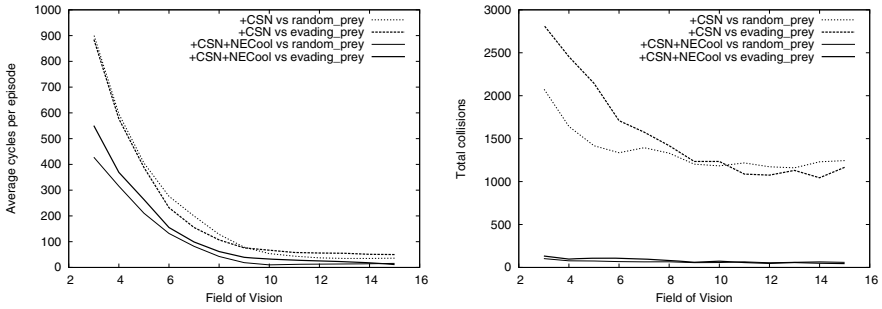 1000
900
800
700
600
500
400
300
200
100
0
2 4 6 8 10 12 14 16
Average cycles per episode
Field of Vision
+CSN vs random_prey
+CSN vs evading_prey
+CSN+NECool vs random_prey
+CSN+NECool vs evading_prey
3000
2500
2000
1500
1000
500
0
2 4 6 8 10 12 14 16
Total collisions
Field of Vision
+CSN vs random_prey
+CSN vs evading_prey
+CSN+NECool vs random_prey
+CSN+NECool vs evading_prey